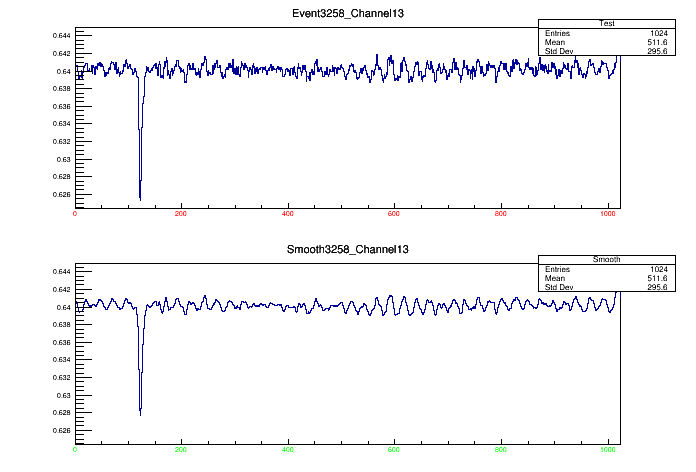 Event3258_Channel13
Test
Entries 1024
Mean 511.6
Std Dev 295.6
0.644
0.642
0.64
0.638
0.636
0.634
0.632
0.63
0.628
0.626
0 200 400 600 800 1000
Smooth3258_Channel13
Smooth
Entries 1024
Mean 511.6
Std Dev 295.6
0.644
0.642
0.64
0.638
0.636
0.634
0.632
0.63
0.628
0.626
0 200 400 600 800 1000